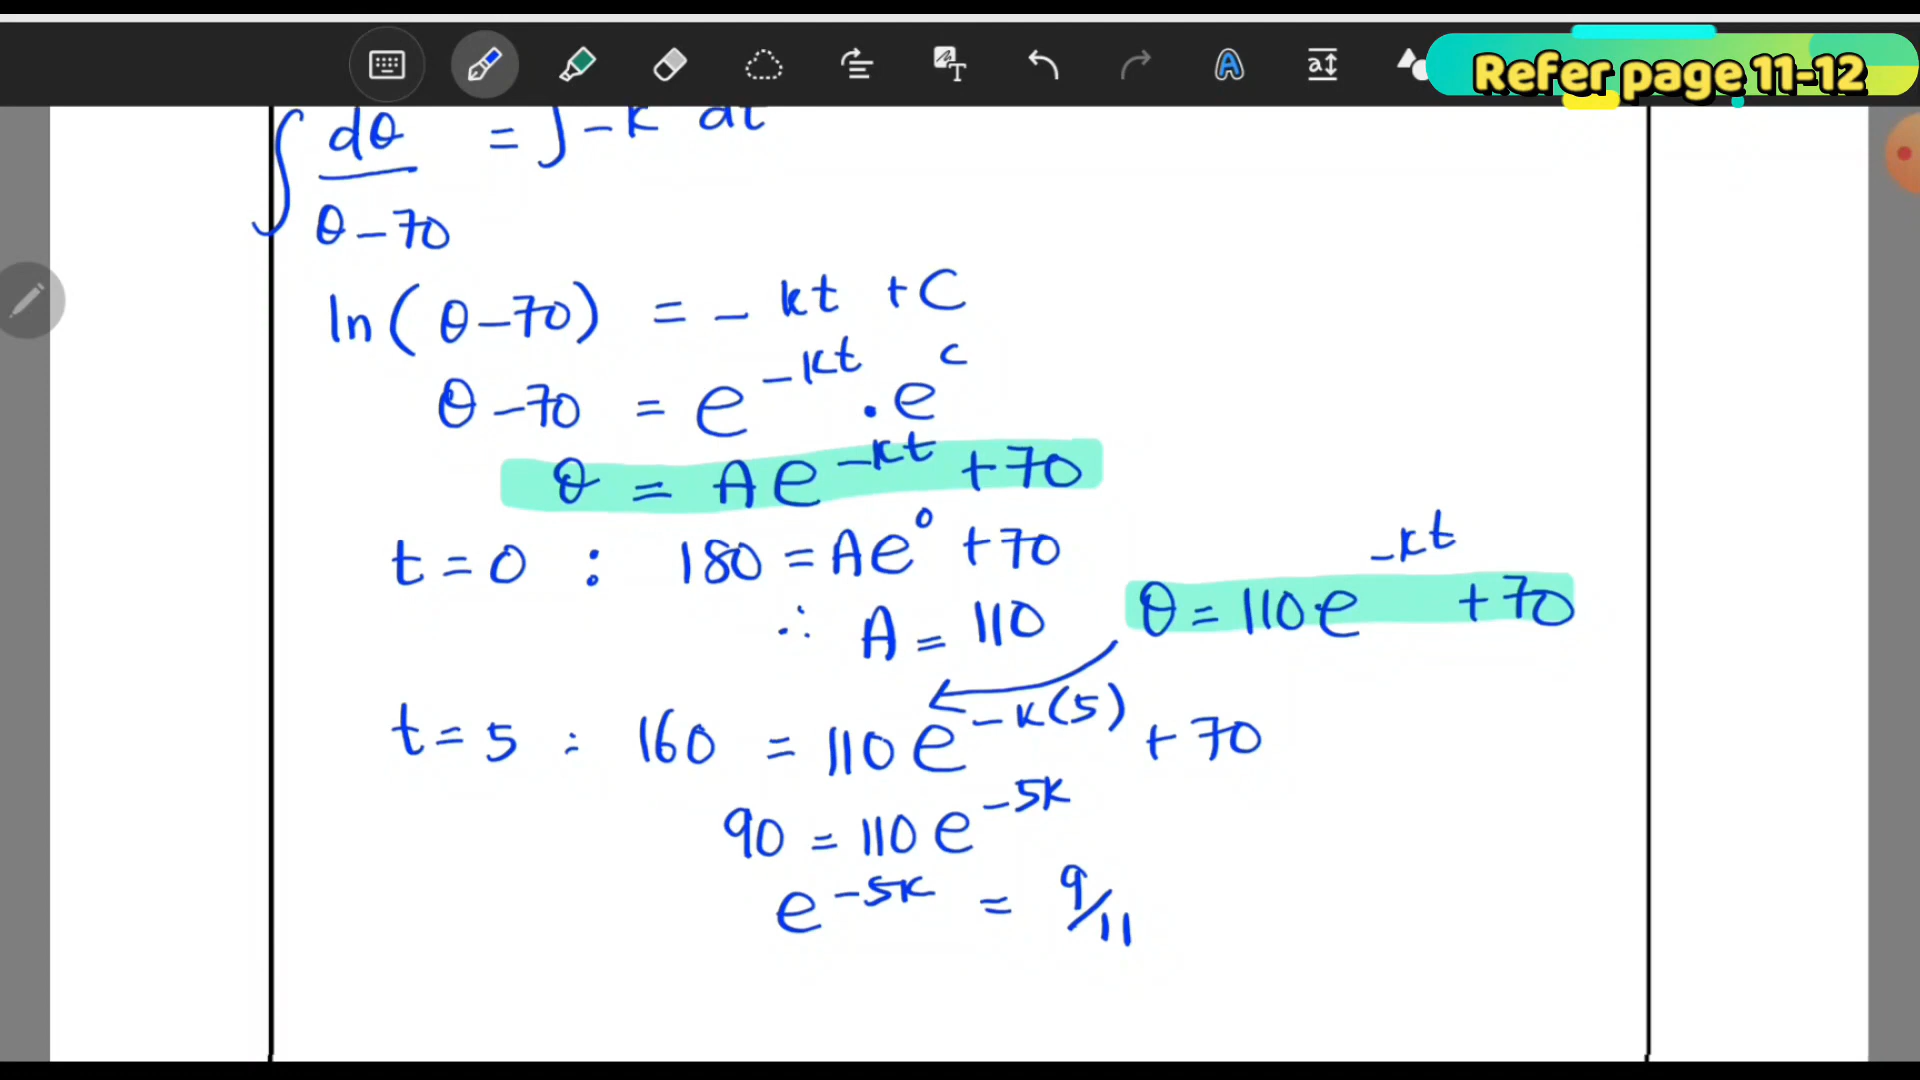 Refer page 11-12
∫ dθ/(θ-70) = ∫ -k dt
ln(θ-70) = -kt + C
θ-70 = e^{-kt} . e^{c}
θ = Ae^{-kt} + 70
t = 0 : 180 = Ae^{0} + 70
∴ A = 110
θ = 110e^{-kt} + 70
t = 5 : 160 = 110e^{-k(5)} + 70
90 = 110e^{-5k}
e^{-5k} = 9/11